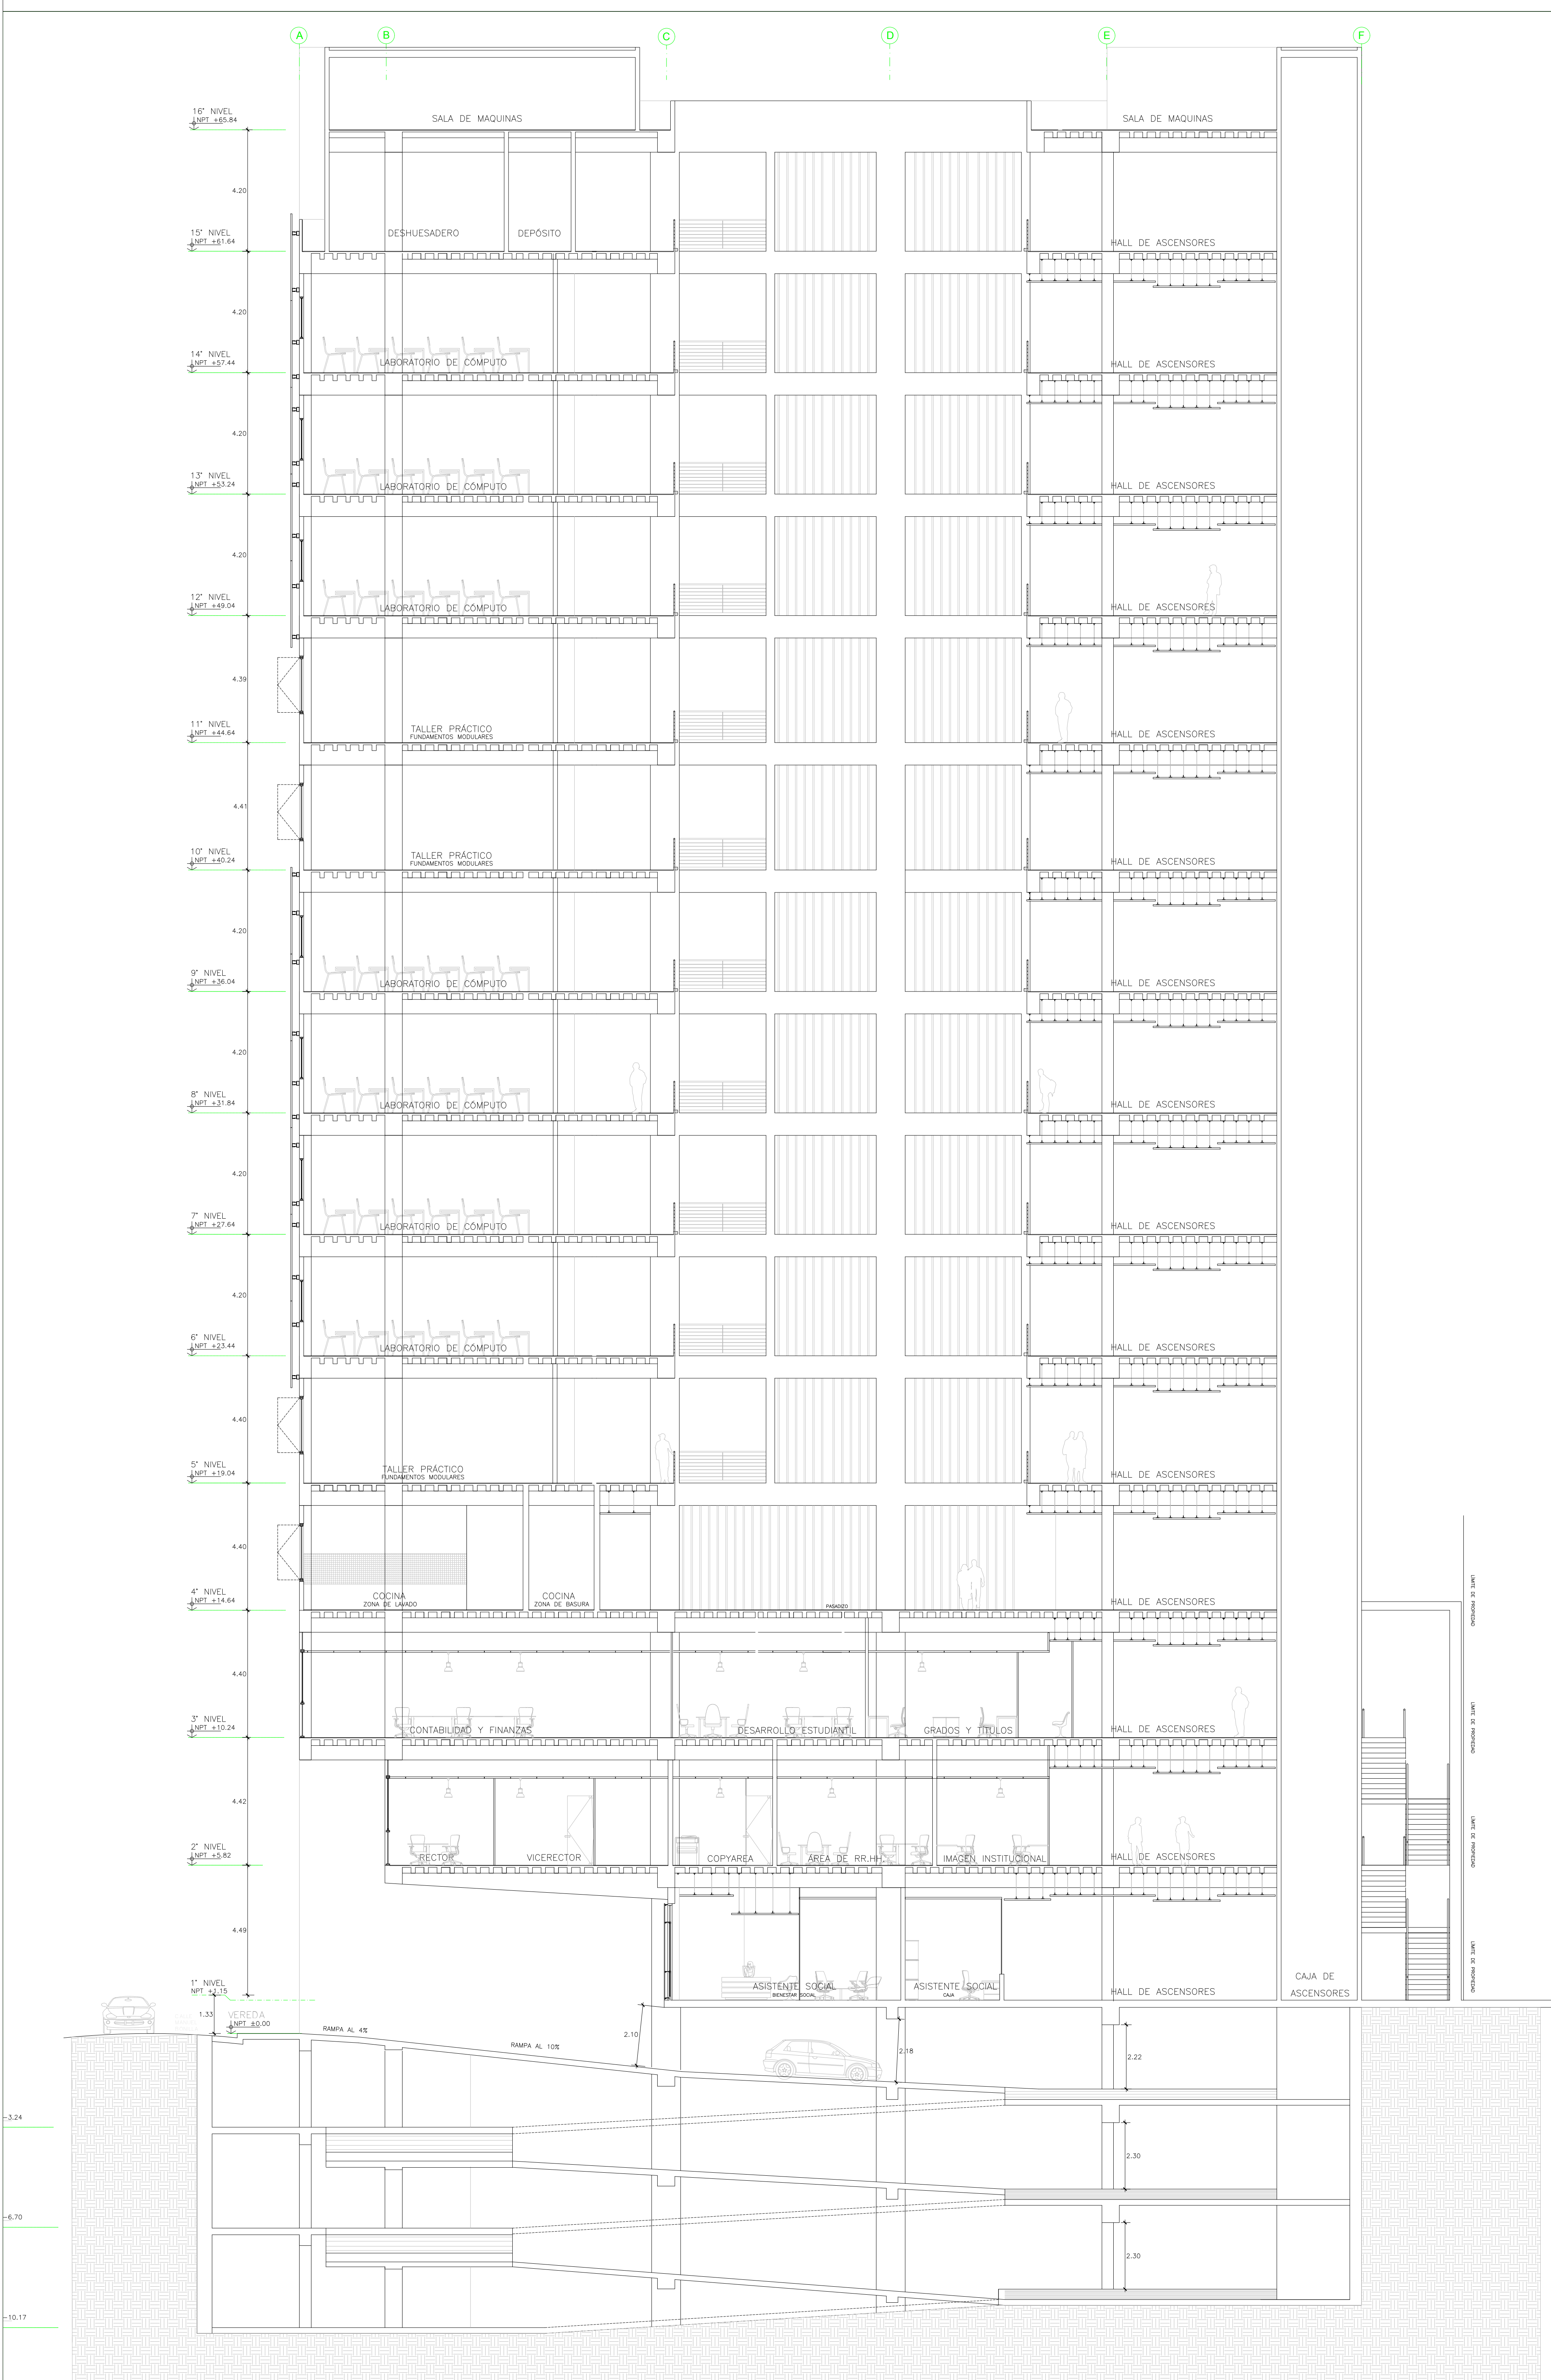 A B C D E F
16° NIVEL
NPT +65.84
SALA DE MAQUINAS
SALA DE MAQUINAS
4.20
15° NIVEL
NPT +61.64
DESHUESADERO
DEPÓSITO
HALL DE ASCENSORES
4.20
14° NIVEL
NPT +57.44
LABORATORIO DE CÓMPUTO
HALL DE ASCENSORES
4.20
13° NIVEL
NPT +53.24
LABORATORIO DE CÓMPUTO
HALL DE ASCENSORES
4.20
12° NIVEL
NPT +49.04
LABORATORIO DE CÓMPUTO
HALL DE ASCENSORES
4.39
11° NIVEL
NPT +44.64
TALLER PRÁCTICO
FUNDAMENTOS MODULARES
HALL DE ASCENSORES
4.41
10° NIVEL
NPT +40.24
TALLER PRÁCTICO
FUNDAMENTOS MODULARES
HALL DE ASCENSORES
4.20
9° NIVEL
NPT +36.04
LABORATORIO DE CÓMPUTO
HALL DE ASCENSORES
4.20
8° NIVEL
NPT +31.84
LABORATORIO DE CÓMPUTO
HALL DE ASCENSORES
4.20
7° NIVEL
NPT +27.64
LABORATORIO DE CÓMPUTO
HALL DE ASCENSORES
4.20
6° NIVEL
NPT +23.44
LABORATORIO DE CÓMPUTO
HALL DE ASCENSORES
4.40
5° NIVEL
NPT +19.04
TALLER PRÁCTICO
FUNDAMENTOS MODULARES
HALL DE ASCENSORES
4.40
4° NIVEL
NPT +14.64
COCINA
ZONA DE LAVADO
COCINA
ZONA DE BASURA
PASADIZO
HALL DE ASCENSORES
LIMITE DE PROPIEDAD
4.40
3° NIVEL
NPT +10.24
CONTABILIDAD Y FINANZAS
DESARROLLO ESTUDIANTIL
GRADOS Y TÍTULOS
HALL DE ASCENSORES
LIMITE DE PROPIEDAD
4.42
2° NIVEL
NPT +5.82
RECTOR
VICERECTOR
COPYAREA
ÁREA DE RR.HH.
IMAGEN INSTITUCIONAL
HALL DE ASCENSORES
LIMITE DE PROPIEDAD
4.49
1° NIVEL
NPT +1.15
ASISTENTE SOCIAL
BIENESTAR SOCIAL
ASISTENTE SOCIAL
CAJA
HALL DE ASCENSORES
CAJA DE
ASCENSORES
LIMITE DE PROPIEDAD
1.33
VEREDA
NPT ±0.00
RAMPA AL 4%
RAMPA AL 10%
2.10
2.18
2.22
-3.24
2.30
-6.70
2.30
-10.17